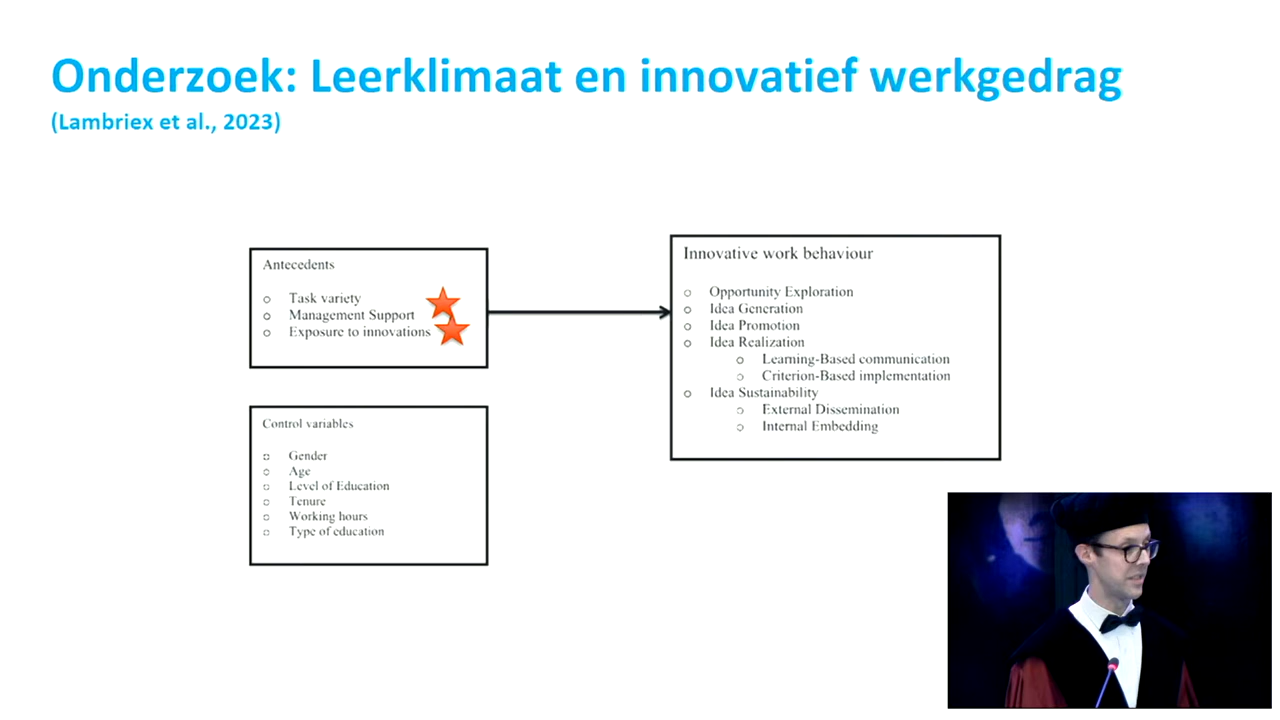 Onderzoek: Leerklimaat en innovatief werkgedrag
(Lambriex et al., 2023)
Antecedents
Task variety
Management Support
Exposure to innovations
Control variables
Gender
Age
Level of Education
Tenure
Working hours
Type of education
Innovative work behaviour
Opportunity Exploration
Idea Generation
Idea Promotion
Idea Realization
Learning-Based communication
Criterion-Based implementation
Idea Sustainability
External Dissemination
Internal Embedding